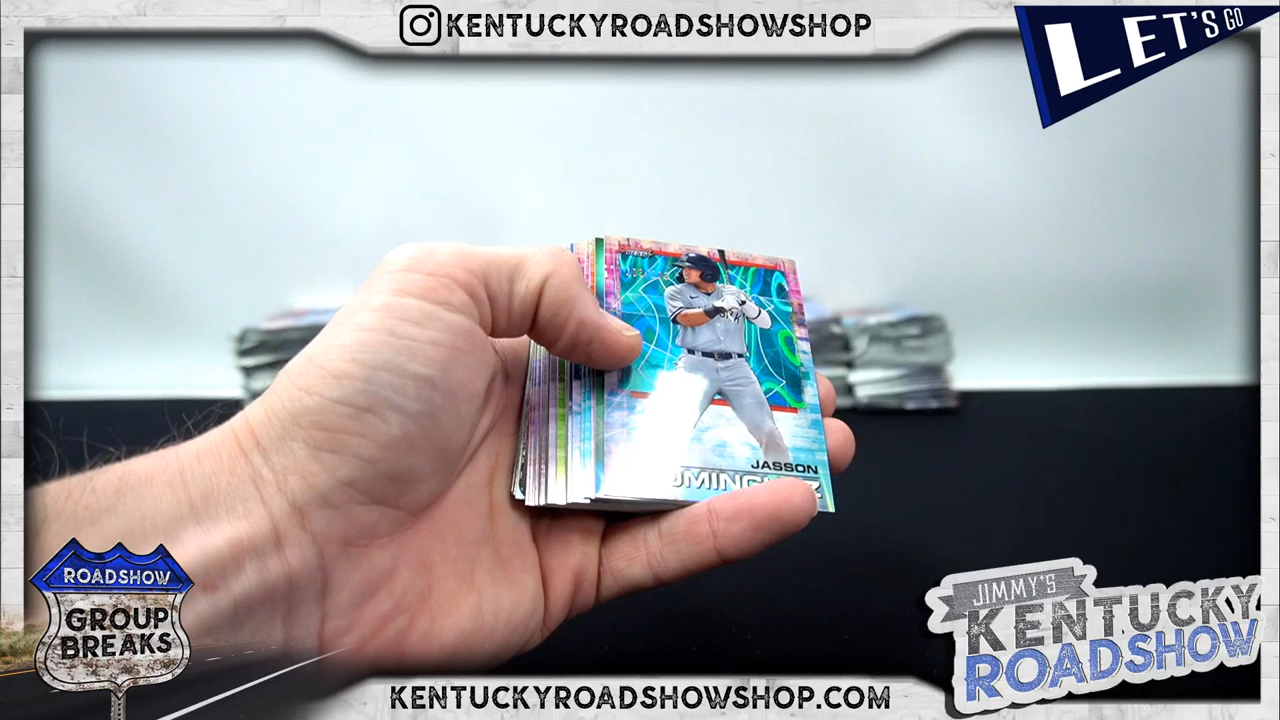 KENTUCKYROADSHOWSHOP
LET'S GO
JASSON
ROADSHOW
GROUP
BREAKS
JIMMY'S
KENTUCKY
ROADSHOW
KENTUCKYROADSHOWSHOP.COM